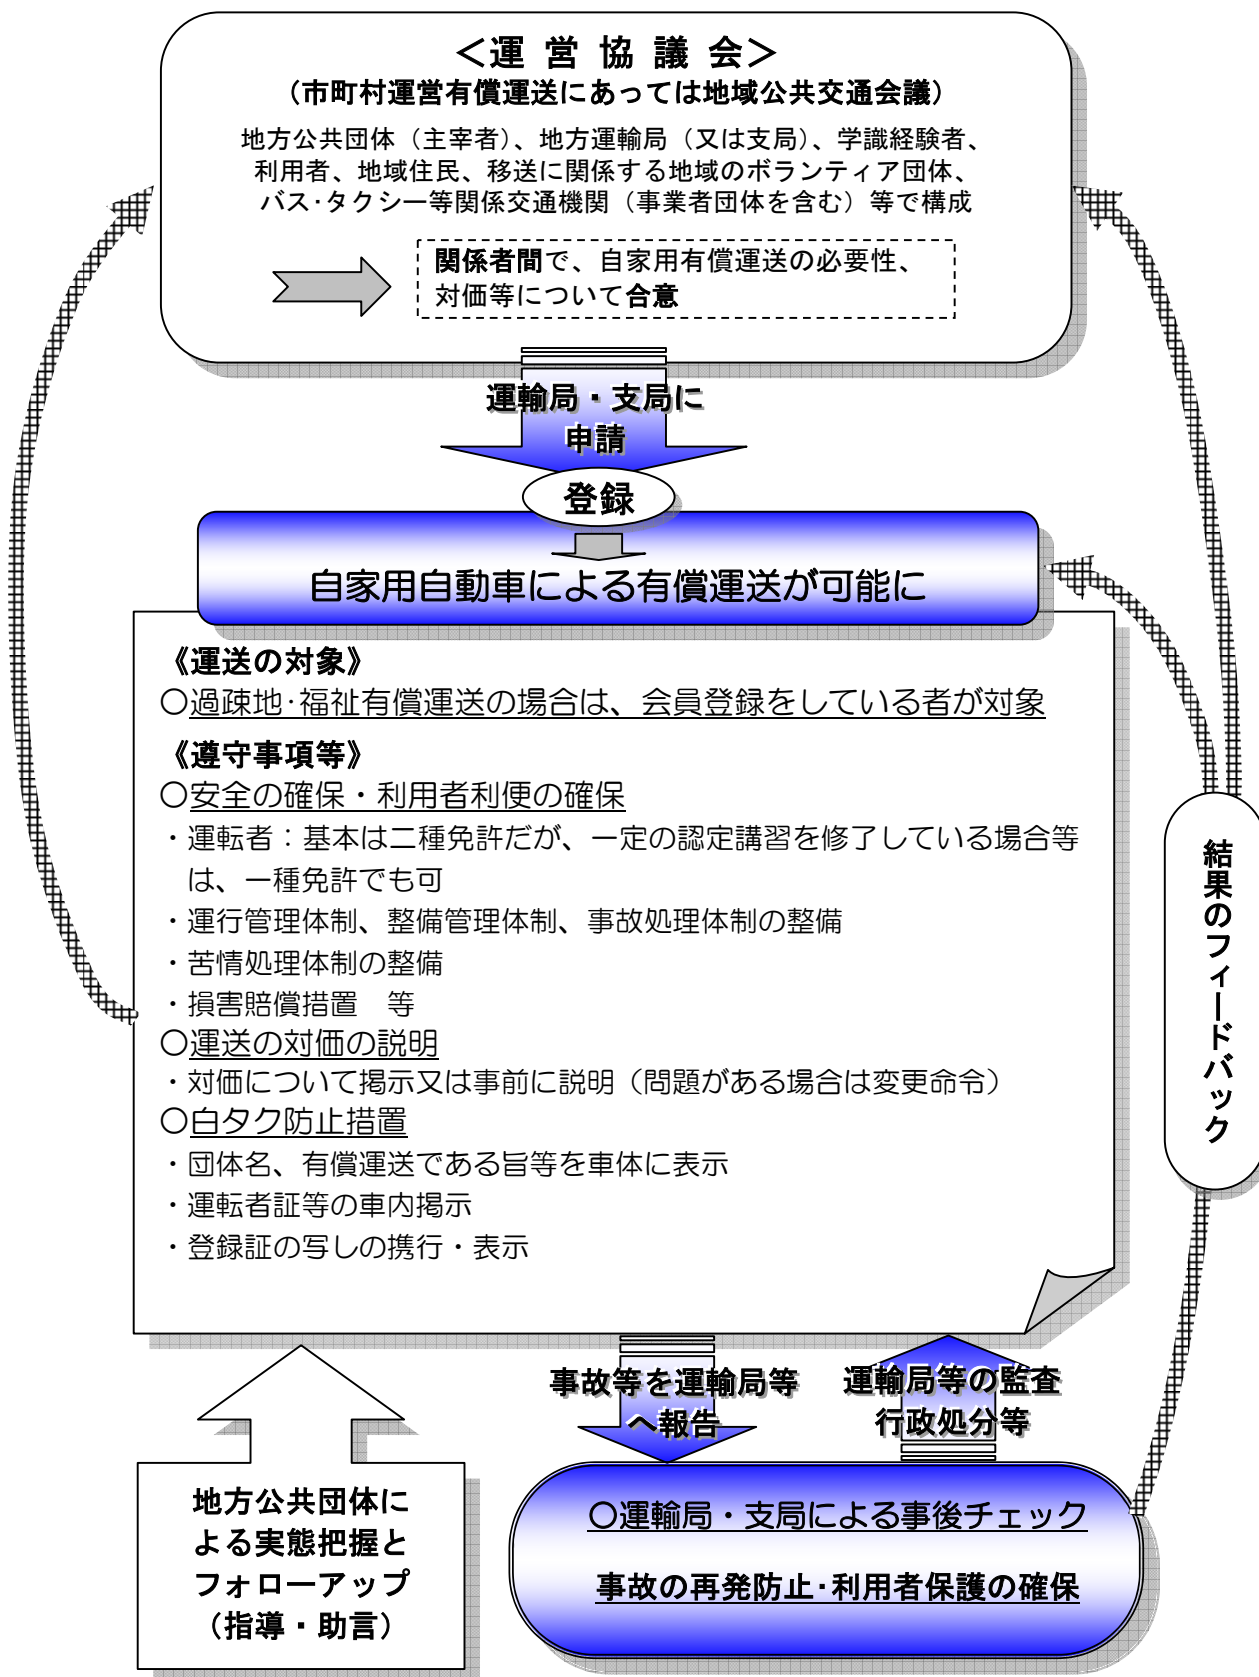 ＜運 営 協 議 会＞
（市町村運営有償運送にあっては地域公共交通会議）
地方公共団体（主宰者）、地方運輸局（又は支局）、学識経験者、
利用者、地域住民、移送に関係する地域のボランティア団体、
バス・タクシー等関係交通機関（事業者団体を含む）等で構成
関係者間で、自家用有償運送の必要性、
対価等について合意
運輸局・支局に
申請
登録
自家用自動車による有償運送が可能に
《運送の対象》
○過疎地・福祉有償運送の場合は、会員登録をしている者が対象
《遵守事項等》
○安全の確保・利用者利便の確保
・運転者：基本は二種免許だが、一定の認定講習を修了している場合等
は、一種免許でも可
・運行管理体制、整備管理体制、事故処理体制の整備
・苦情処理体制の整備
・損害賠償措置　等
○運送の対価の説明
・対価について掲示又は事前に説明（問題がある場合は変更命令）
○白タク防止措置
・団体名、有償運送である旨等を車体に表示
・運転者証等の車内掲示
・登録証の写しの携行・表示
結果のフィードバック
事故等を運輸局等
へ報告
運輸局等の監査
行政処分等
地方公共団体に
よる実態把握と
フォローアップ
（指導・助言）
○運輸局・支局による事後チェック
事故の再発防止・利用者保護の確保